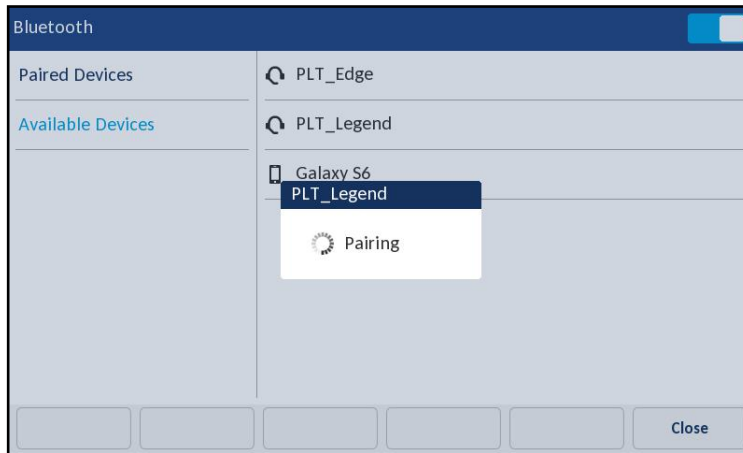 Bluetooth
Paired Devices
Available Devices
PLT_Edge
PLT_Legend
Galaxy S6
PLT_Legend
Pairing
Close